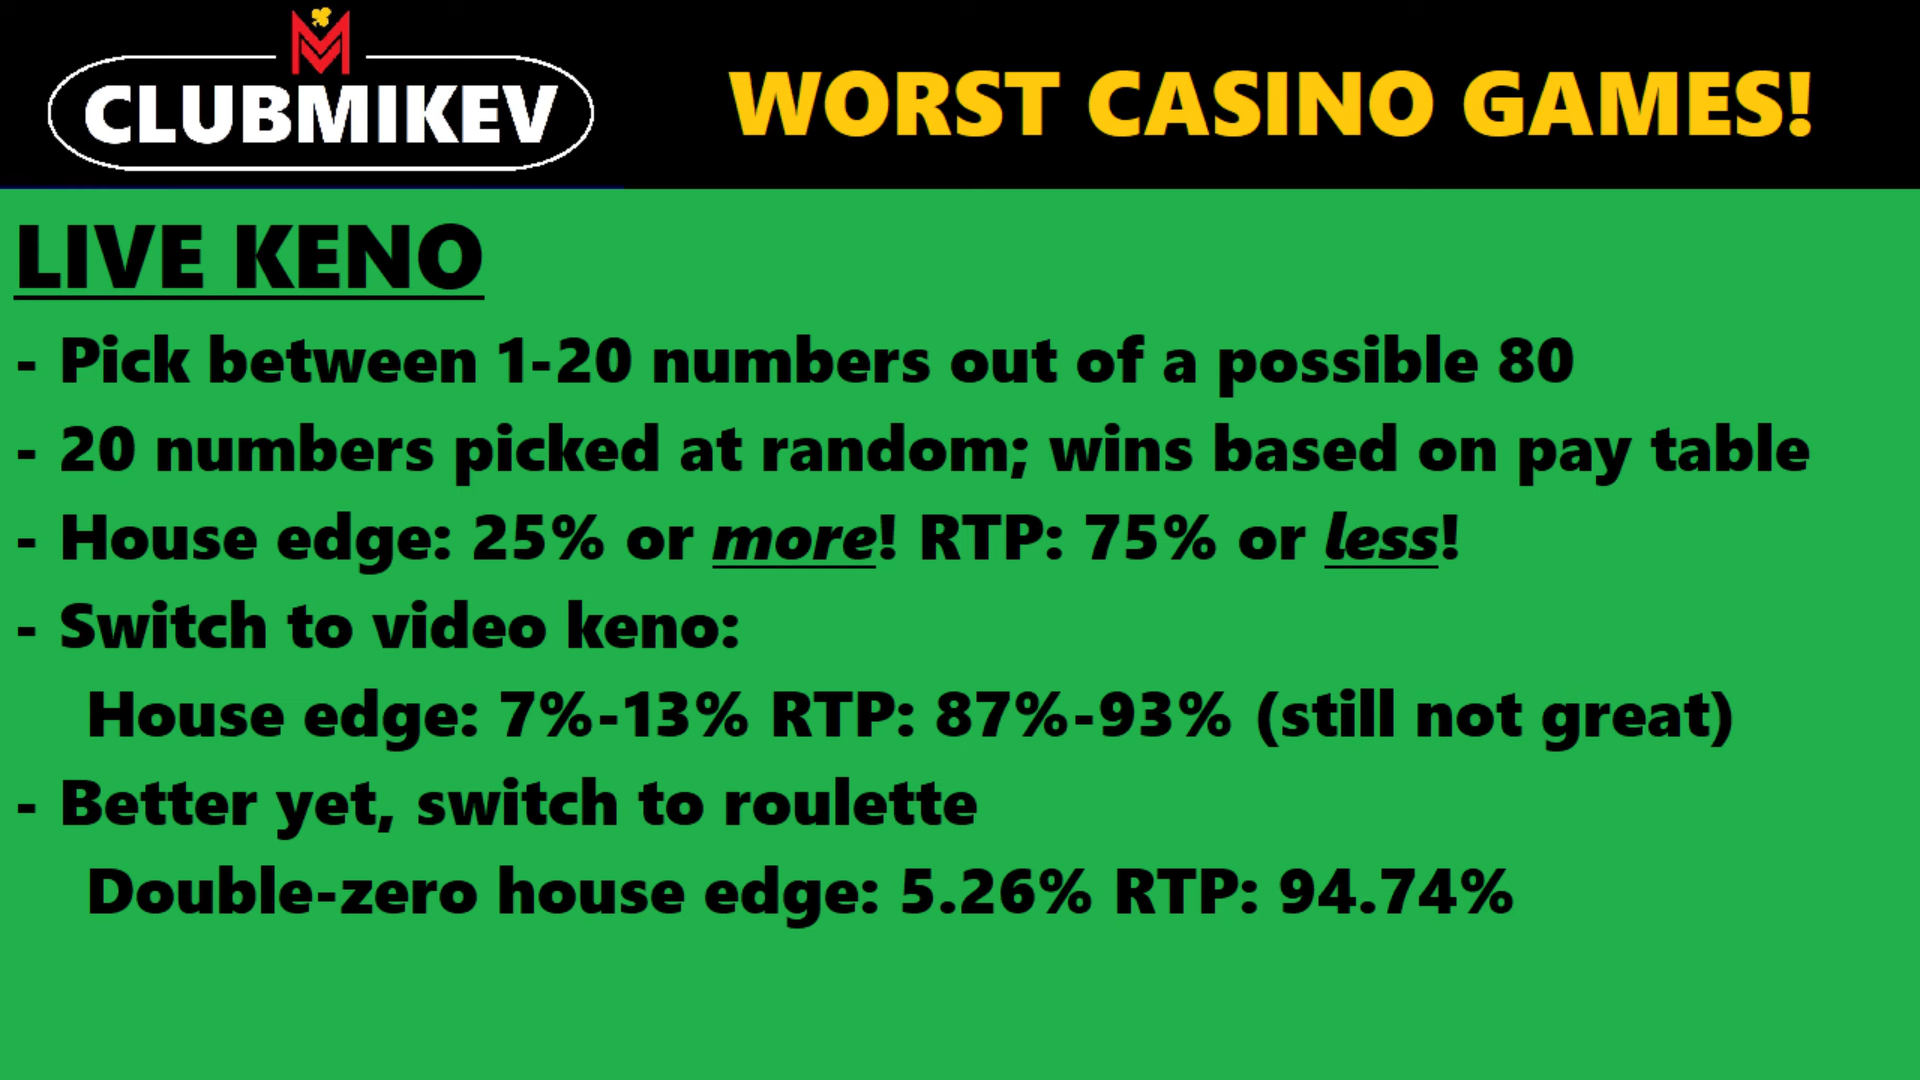 CLUBMIKEV
WORST CASINO GAMES!
LIVE KENO
- Pick between 1-20 numbers out of a possible 80
- 20 numbers picked at random; wins based on pay table
- House edge: 25% or more! RTP: 75% or less!
- Switch to video keno:
House edge: 7%-13% RTP: 87%-93% (still not great)
- Better yet, switch to roulette
Double-zero house edge: 5.26% RTP: 94.74%